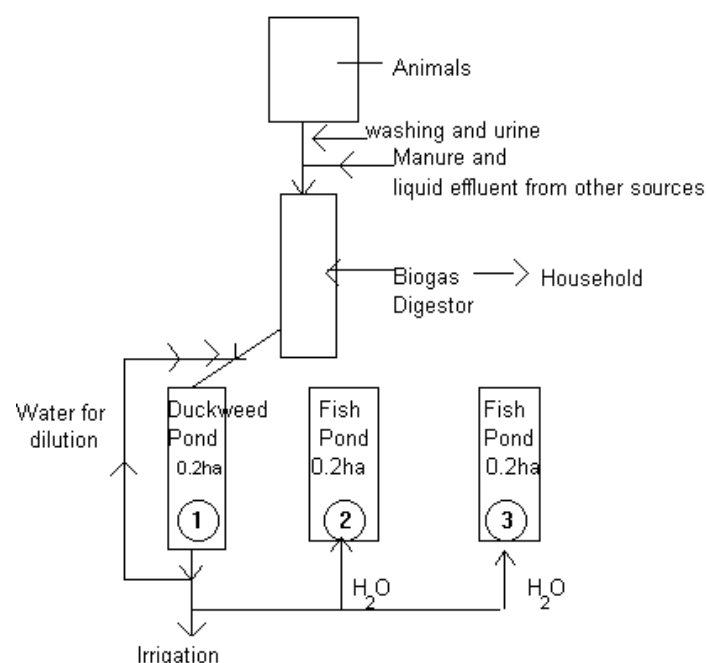 Animals
washing and urine
Manure and
liquid effluent from other sources
Biogas
Digestor
Household
Water for
dilution
Duckweed
Pond
0.2ha
1
Fish
Pond
0.2ha
2
Fish
Pond
0.2ha
3
H₂O
H₂O
Irrigation